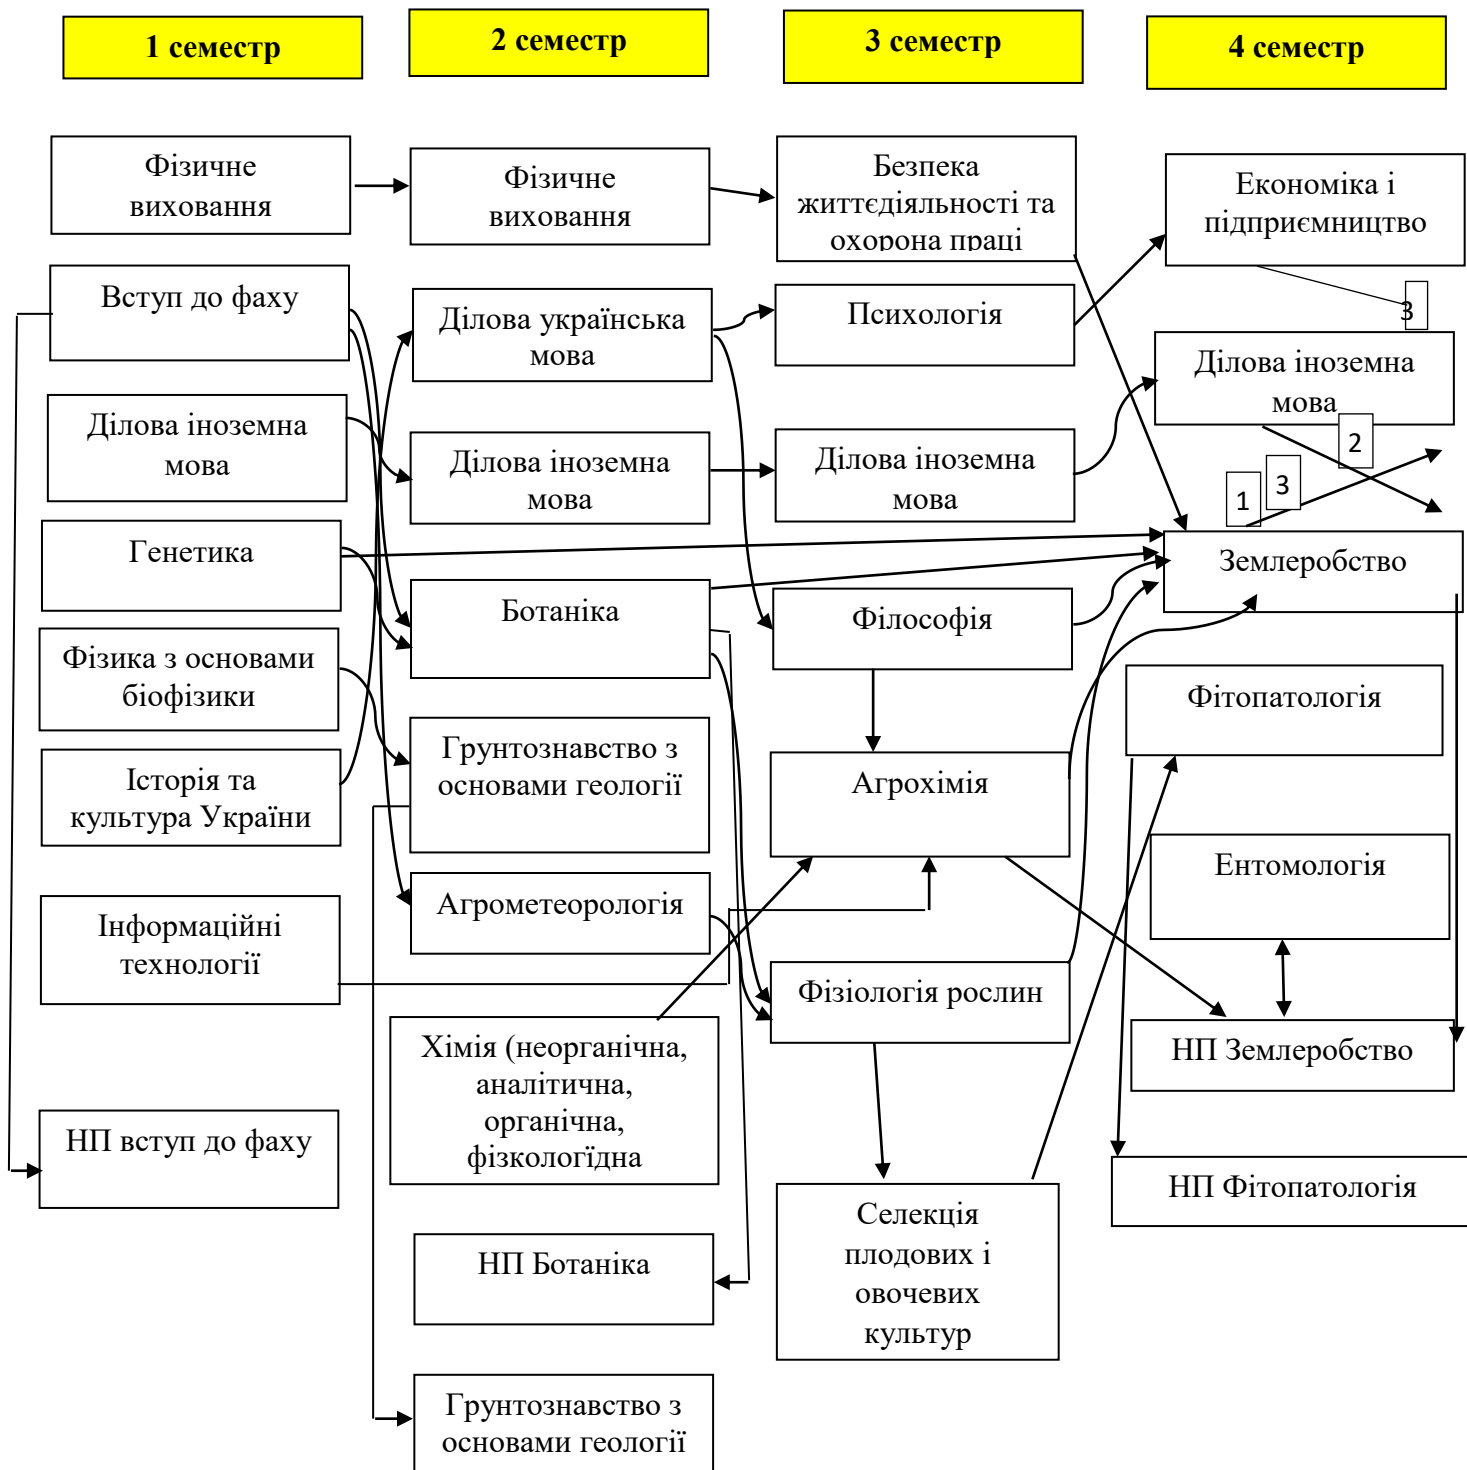 1 семестр
2 семестр
3 семестр
4 семестр
Фізичне
виховання
Вступ до фаху
Ділова іноземна
мова
Генетика
Фізика з основами
біофізики
Історія та
культура України
Інформаційні
технології
НП вступ до фаху
Фізичне
виховання
Ділова українська
мова
Ділова іноземна
мова
Ботаніка
Грунтознавство з
основами геології
Агрометеорологія
Хімія (неорганічна,
аналітична,
органічна,
фізкологїдна
НП Ботаніка
Грунтознавство з
основами геології
Безпека
життєдіяльності та
охорона праці
Психологія
Ділова іноземна
мова
Філософія
Агрохімія
Фізіологія рослин
Селекція
плодових і
овочевих
культур
Економіка і
підприємництво
3
Ділова іноземна
мова
2
1
3
Землеробство
Фітопатологія
Ентомологія
НП Землеробство
НП Фітопатологія